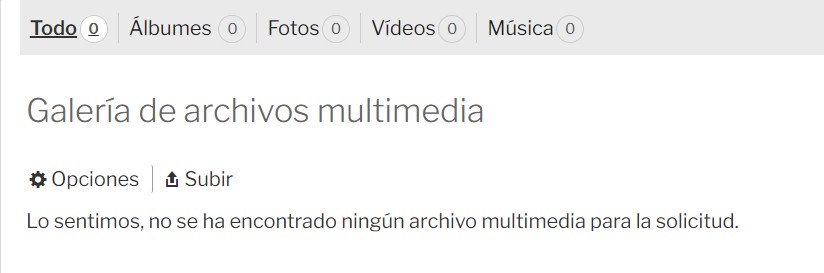 Todo 0 Álbumes 0 Fotos 0 Vídeos 0 Música 0
Galería de archivos multimedia
Opciones Subir
Lo sentimos, no se ha encontrado ningún archivo multimedia para la solicitud.